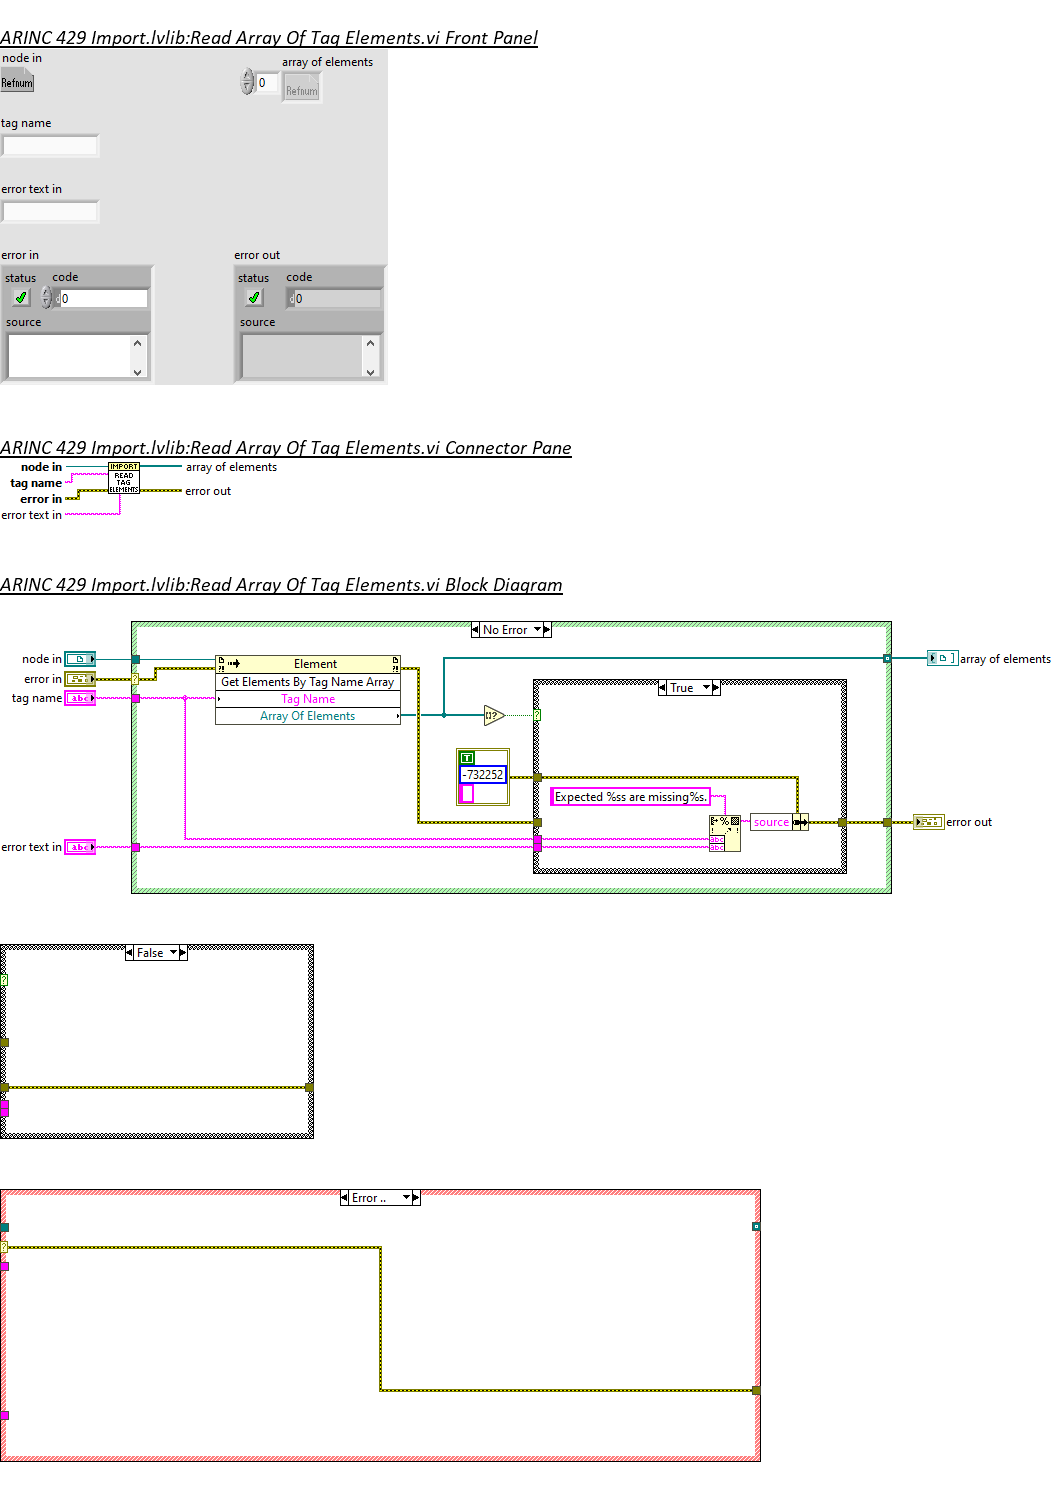 ARINC 429 Import.lvlib:Read Array Of Tag Elements.vi Front Panel
node in
Refnum
array of elements
0
Refnum
tag name
error text in
error in
status
code
d 0
source
error out
status
code
d 0
source
ARINC 429 Import.lvlib:Read Array Of Tag Elements.vi Connector Pane
node in
tag name
error in
error text in
IMPORT
READ
TAG
ELEMENTS
array of elements
error out
ARINC 429 Import.lvlib:Read Array Of Tag Elements.vi Block Diagram
No Error
node in
error in
tag name
abc
error text in
abc
Element
Get Elements By Tag Name Array
Tag Name
Array Of Elements
?
[]?
True
?
T
-732252
Expected %ss are missing%s.
%
abc
abc
source
array of elements
error out
False
?
Error ..
?